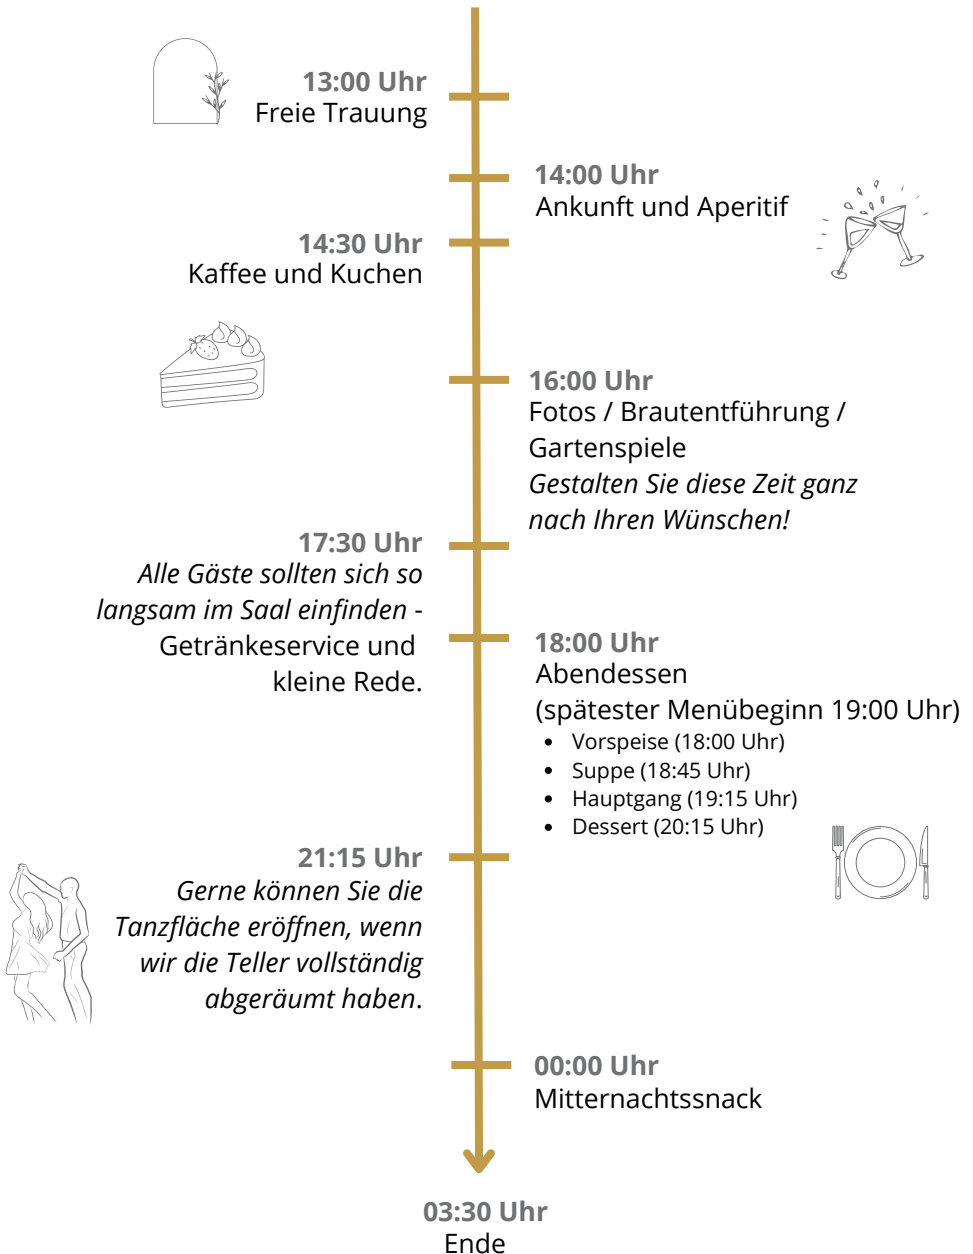 13:00 Uhr
Freie Trauung
14:00 Uhr
Ankunft und Aperitif
14:30 Uhr
Kaffee und Kuchen
16:00 Uhr
Fotos / Brautentführung /
Gartenspiele
Gestalten Sie diese Zeit ganz
nach Ihren Wünschen!
17:30 Uhr
Alle Gäste sollten sich so
langsam im Saal einfinden -
Getränkeservice und
kleine Rede.
18:00 Uhr
Abendessen
(spätester Menübeginn 19:00 Uhr)
• Vorspeise (18:00 Uhr)
• Suppe (18:45 Uhr)
• Hauptgang (19:15 Uhr)
• Dessert (20:15 Uhr)
21:15 Uhr
Gerne können Sie die
Tanzfläche eröffnen, wenn
wir die Teller vollständig
abgeräumt haben.
00:00 Uhr
Mitternachtssnack
03:30 Uhr
Ende